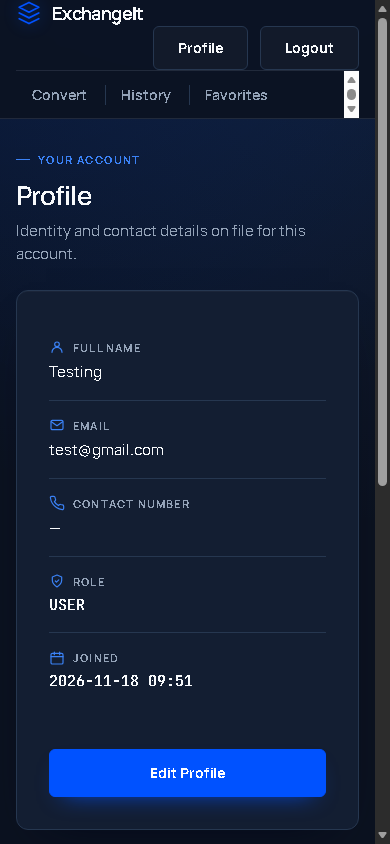 ExchangeIt
Profile
Logout
Convert
History
Favorites
— YOUR ACCOUNT
Profile
Identity and contact details on file for this
account.
FULL NAME
Testing
EMAIL
test@gmail.com
CONTACT NUMBER
—
ROLE
USER
JOINED
2026-11-18 09:51
Edit Profile